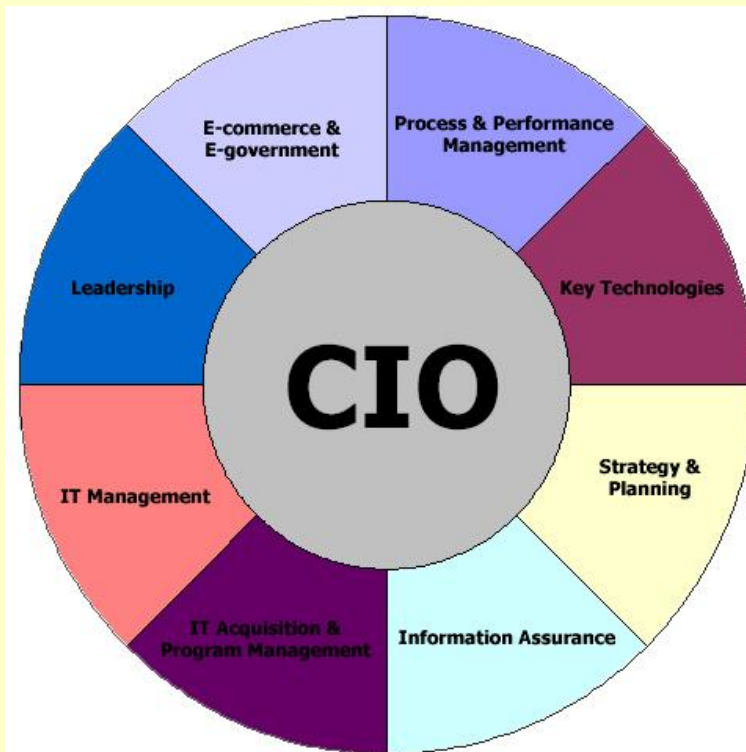 E-commerce &
E-government
Process & Performance
Management
Leadership
Key Technologies
CIO
IT Management
Strategy &
Planning
IT Acquisition &
Program Management
Information Assurance